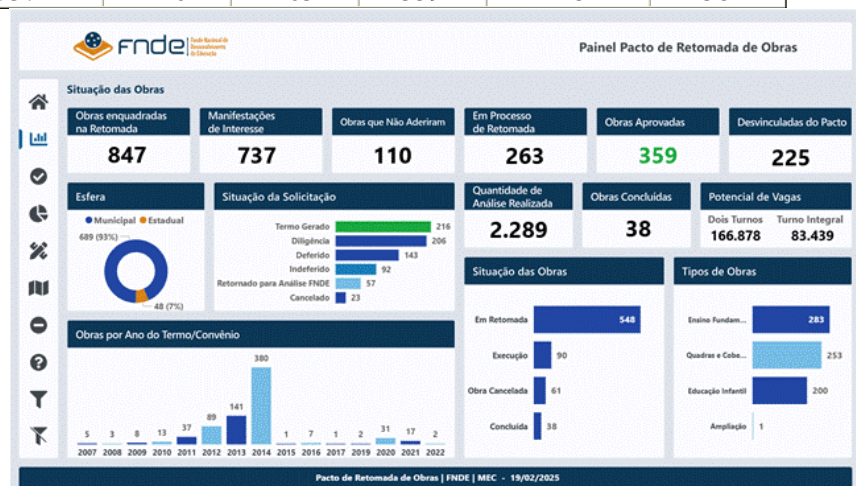 fnde Fundo Nacional de Desenvolvimento da Educação
Painel Pacto de Retomada de Obras
Situação das Obras
Obras enquadradas na Retomada
847
Manifestações de Interesse
737
Obras que Não Aderiram
110
Em Processo de Retomada
263
Obras Aprovadas
359
Desvinculadas do Pacto
225
Esfera
Municipal Estadual
689 (93%)
48 (7%)
Situação da Solicitação
Termo Gerado 216
Diligência 206
Deferido 143
Indeferido 92
Retornado para Análise FNDE 57
Cancelado 23
Quantidade de Análise Realizada
2.289
Obras Concluídas
38
Potencial de Vagas
Dois Turnos Turno Integral
166.878 83.439
Situação das Obras
Em Retomada 548
Execução 90
Obra Cancelada 61
Concluída 38
Tipos de Obras
Ensino Fundam... 283
Quadras e Cobe... 253
Educação Infantil 200
Ampliação 1
Obras por Ano do Termo/Convênio
5 3 8 13 37 89 141 380 1 7 1 2 31 17 2
2007 2008 2009 2010 2011 2012 2013 2014 2015 2016 2017 2019 2020 2021 2022
Pacto de Retomada de Obras | FNDE | MEC - 19/02/2025